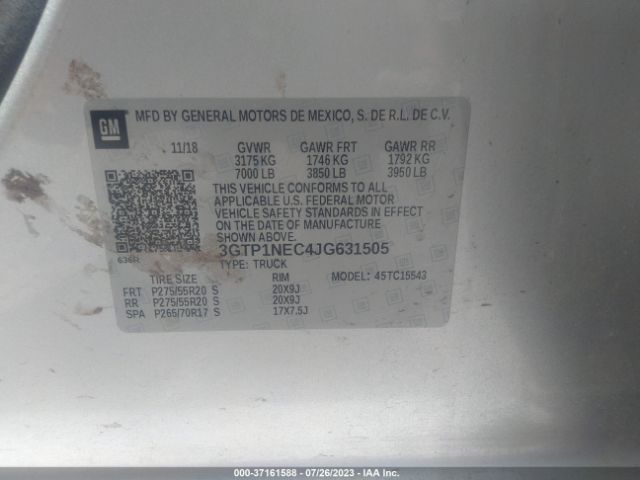 GM
MFD BY GENERAL MOTORS DE MEXICO, S. DE R.L. DE C.V.
11/18 GVWR GAWR FRT GAWR RR
3175 KG 1746 KG 1792 KG
7000 LB 3850 LB 3950 LB
THIS VEHICLE CONFORMS TO ALL
APPLICABLE U.S. FEDERAL MOTOR
VEHICLE SAFETY STANDARDS IN EFFECT
ON THE DATE OF MANUFACTURE
SHOWN ABOVE.
3GTP1NEC4JG631505
636R TYPE: TRUCK
TIRE SIZE RIM MODEL: 45TC15543
FRT P275/55R20 S 20X9J
RR P275/55R20 S 20X9J
SPA P265/70R17 S 17X7.5J
000-37161588 - 07/26/2023 - IAA Inc.